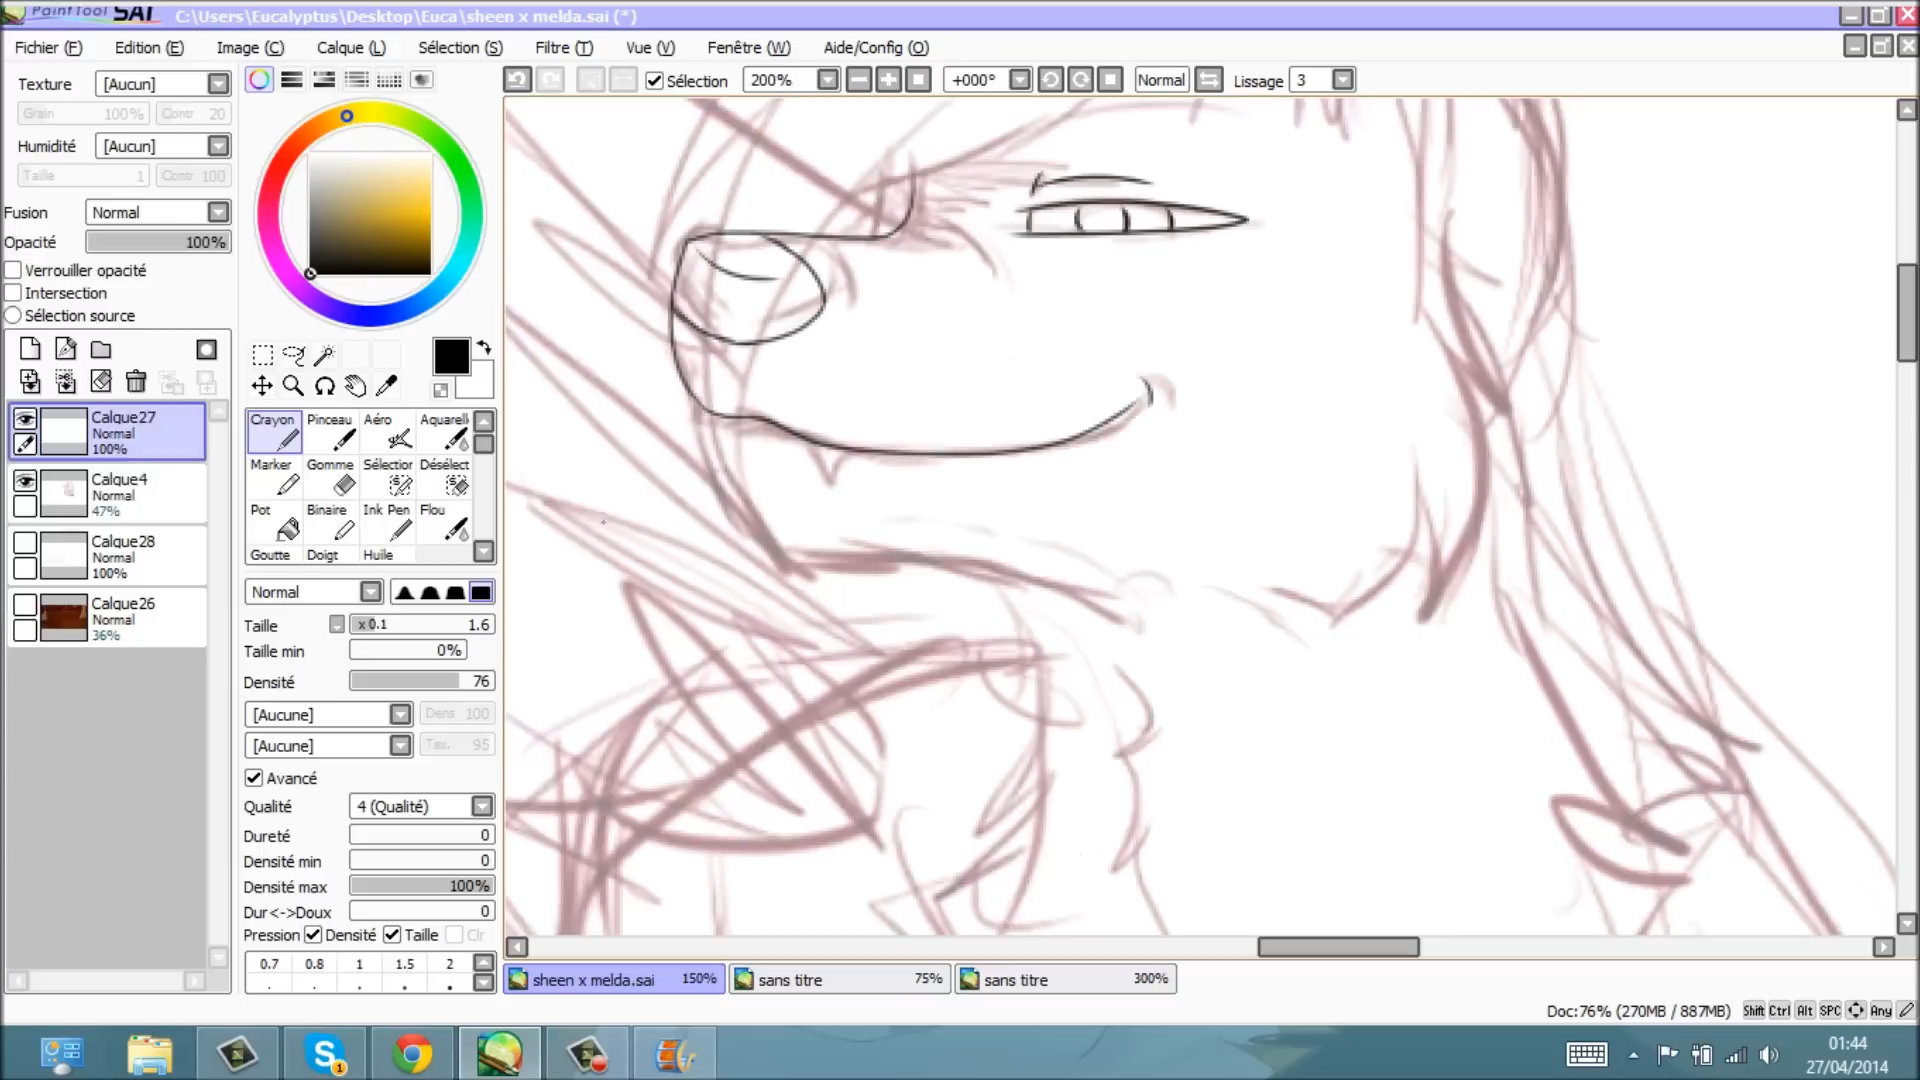 PaintTool SAI C:\Users\Eucalyptus\Desktop\Euca\sheen x melda.sai (*)
Fichier (F) Edition (E) Image (C) Calque (L) Sélection (S) Filtre (T) Vue (V) Fenêtre (W) Aide/Config (O)
Sélection 200% +000° Normal Lissage 3
Texture [Aucun]
Grain 100% Contr 20
Humidité [Aucun]
Taille 1 Contr 100
Fusion Normal
Opacité 100%
Verrouiller opacité
Intersection
Sélection source
Calque27
Normal
100%
Calque4
Normal
47%
Calque28
Normal
100%
Calque26
Normal
36%
Crayon Pinceau Aéro Aquarell
Marker Gomme Sélection Désélect
Pot Binaire Ink Pen Flou
Goutte Doigt Huile
Normal
Taille x 0.1 1.6
Taille min 0%
Densité 76
[Aucune] Dens 100
[Aucune] Tex. 95
Avancé
Qualité 4 (Qualité)
Dureté 0
Densité min 0
Densité max 100%
Dur<->Doux 0
Pression Densité Taille Clr
0.7 0.8 1 1.5 2
sheen x melda.sai 150% sans titre 75% sans titre 300%
Doc:76% (270MB / 887MB) Shift Ctrl Alt SPC Any
S 1
01:44
27/04/2014